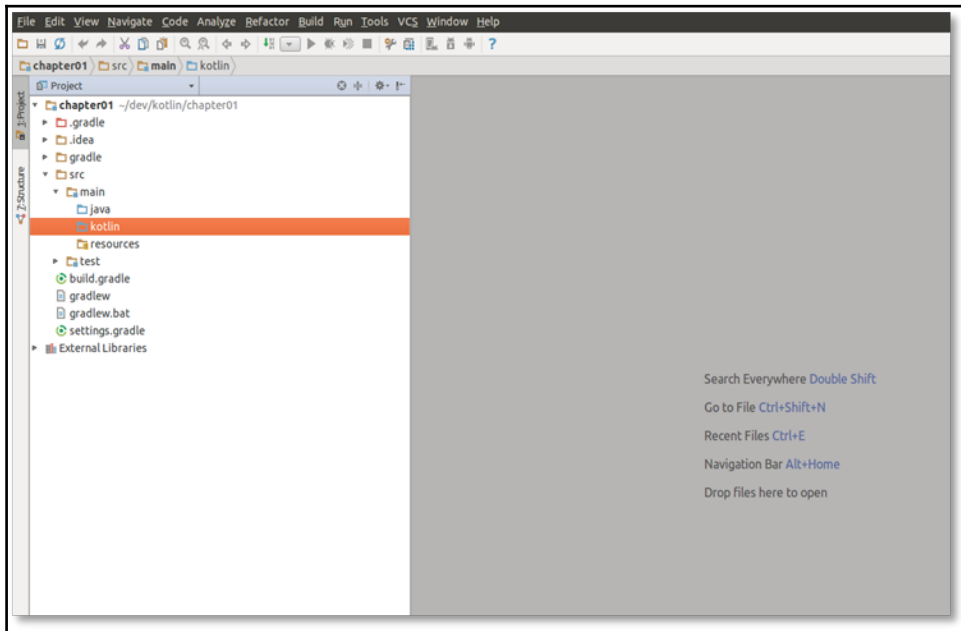 File Edit View Navigate Code Analyze Refactor Build Run Tools VCS Window Help
chapter01 src main kotlin
Project
1: Project
7: Structure
chapter01 ~/dev/kotlin/chapter01
.gradle
.idea
gradle
src
main
java
kotlin
resources
test
build.gradle
gradlew
gradlew.bat
settings.gradle
External Libraries
Search Everywhere Double Shift
Go to File Ctrl+Shift+N
Recent Files Ctrl+E
Navigation Bar Alt+Home
Drop files here to open